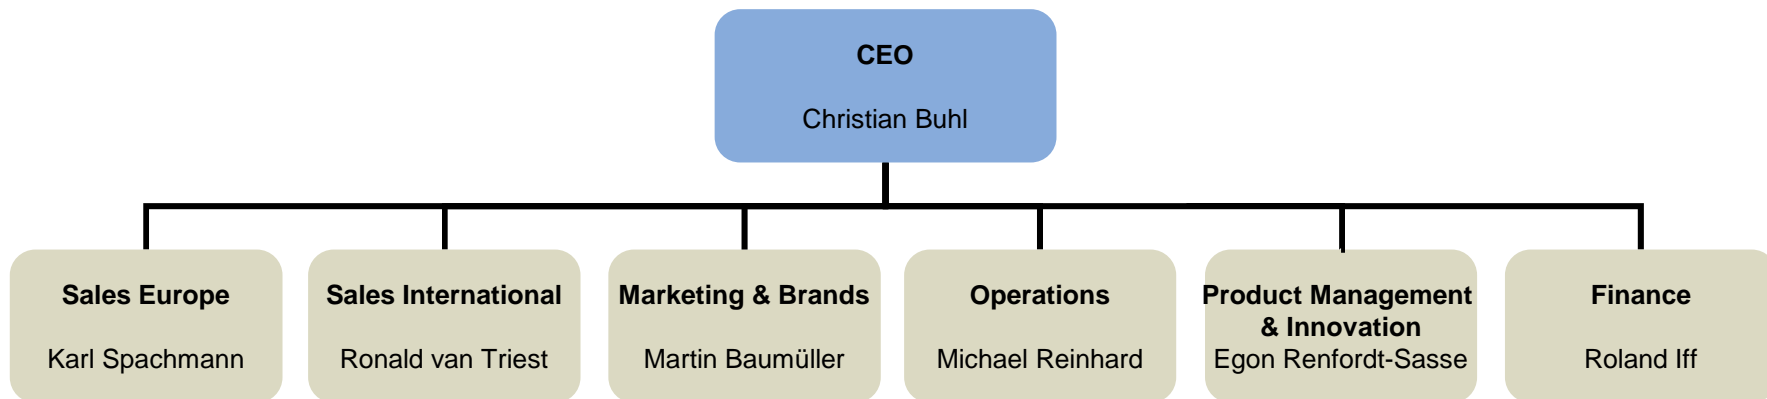 CEO
Christian Buhl
Sales Europe
Karl Spachmann
Sales International
Ronald van Triest
Marketing & Brands
Martin Baumüller
Operations
Michael Reinhard
Product Management
& Innovation
Egon Renfordt-Sasse
Finance
Roland Iff